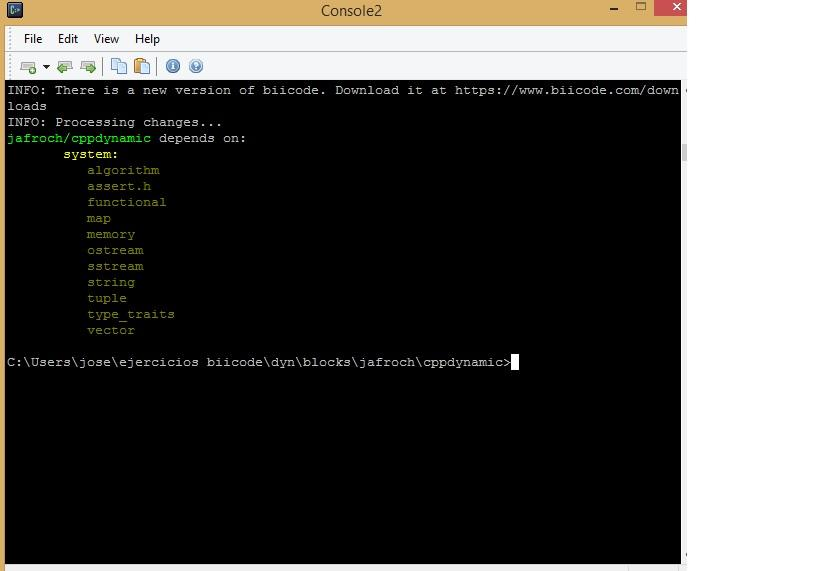 Console2
File Edit View Help
INFO: There is a new version of biicode. Download it at https://www.biicode.com/down
loads
INFO: Processing changes...
jafroch/cppdynamic depends on:
system:
algorithm
assert.h
functional
map
memory
ostream
sstream
string
tuple
type_traits
vector
C:\Users\jose\ejercicios biicode\dyn\blocks\jafroch\cppdynamic>